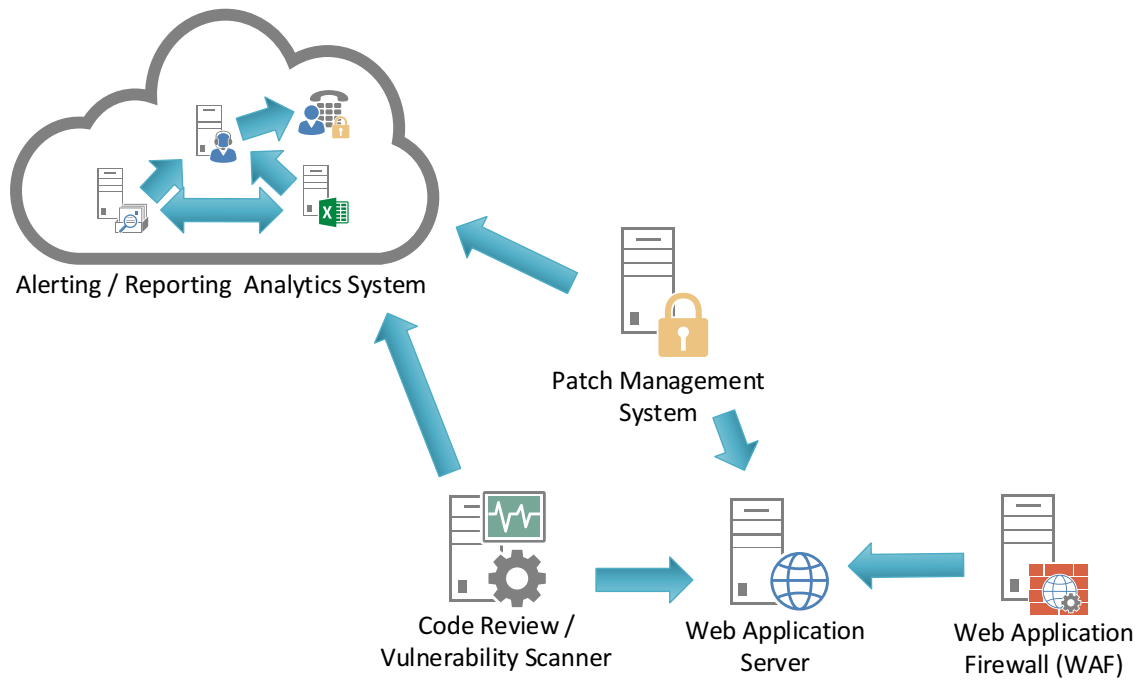 Alerting / Reporting  Analytics System
Patch Management
System
Code Review /
Vulnerability Scanner
Web Application
Server
Web Application
Firewall (WAF)
X